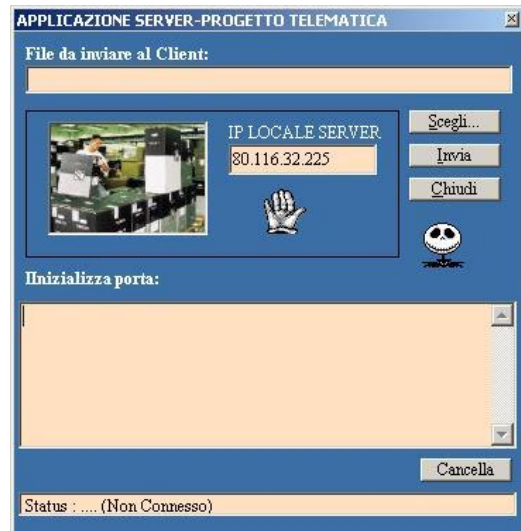 APPLICAZIONE SERVER-PROGETTO TELEMATICA
File da inviare al Client:
IP LOCALE SERVER
80.116.32.225
Scegli...
Invia
Chiudi
IInizializza porta:
Cancella
Status : .... (Non Connesso)